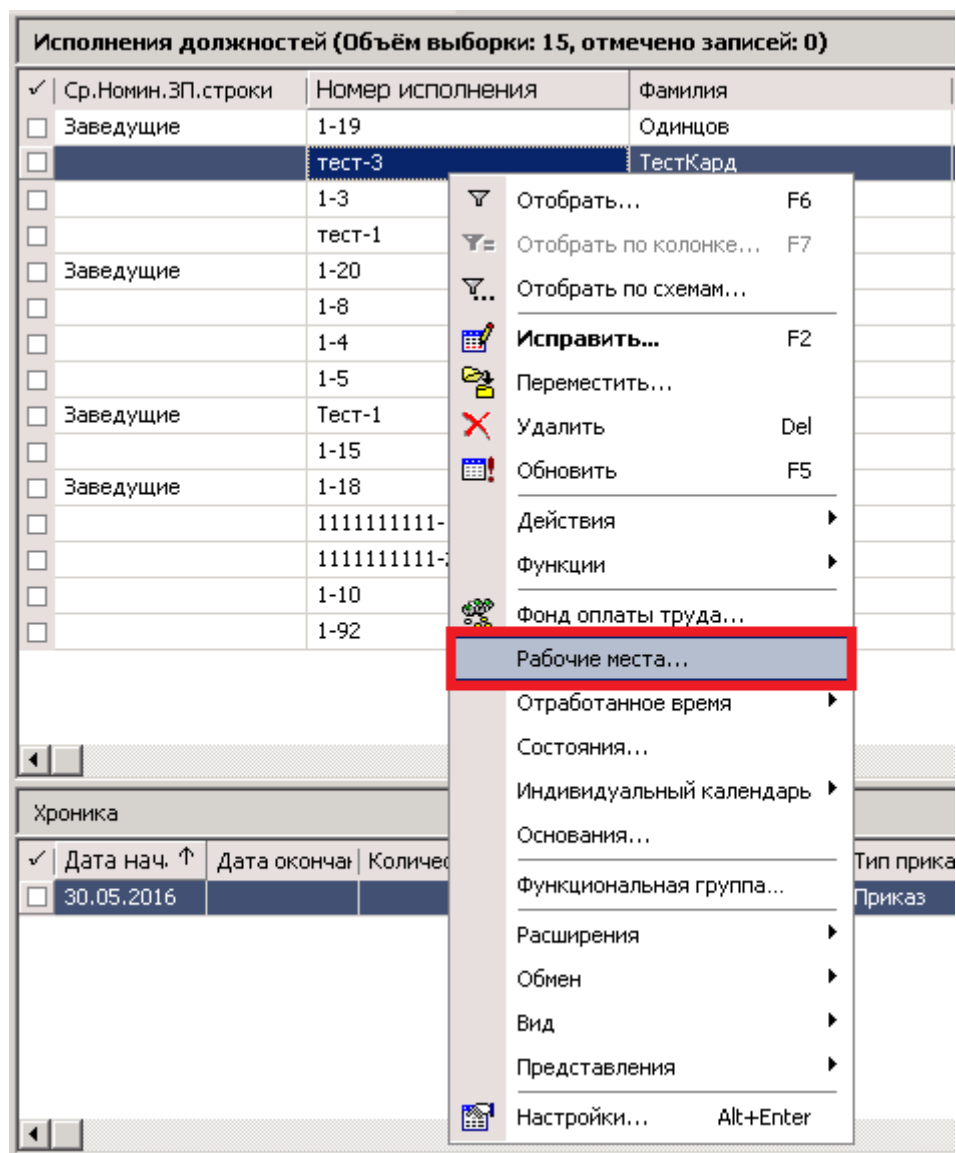 Исполнения должностей (Объём выборки: 15, отмечено записей: 0)
Ср.Номин.ЗП.строки Номер исполнения Фамилия
Заведущие 1-19 Одинцов
тест-3 ТестКард
1-3
тест-1
Заведущие 1-20
1-8
1-4
1-5
Заведущие Тест-1
1-15
Заведущие 1-18
1111111111-
1111111111-
1-10
1-92
Отобрать... F6
Отобрать по колонке... F7
Отобрать по схемам...
Исправить... F2
Переместить...
Удалить Del
Обновить F5
Действия
Функции
Фонд оплаты труда...
Рабочие места...
Отработанное время
Состояния...
Индивидуальный календарь
Основания...
Функциональная группа...
Расширения
Обмен
Вид
Представления
Настройки... Alt+Enter
Хроника
Дата нач. Дата окончан Количес Тип прика
30.05.2016 Приказ